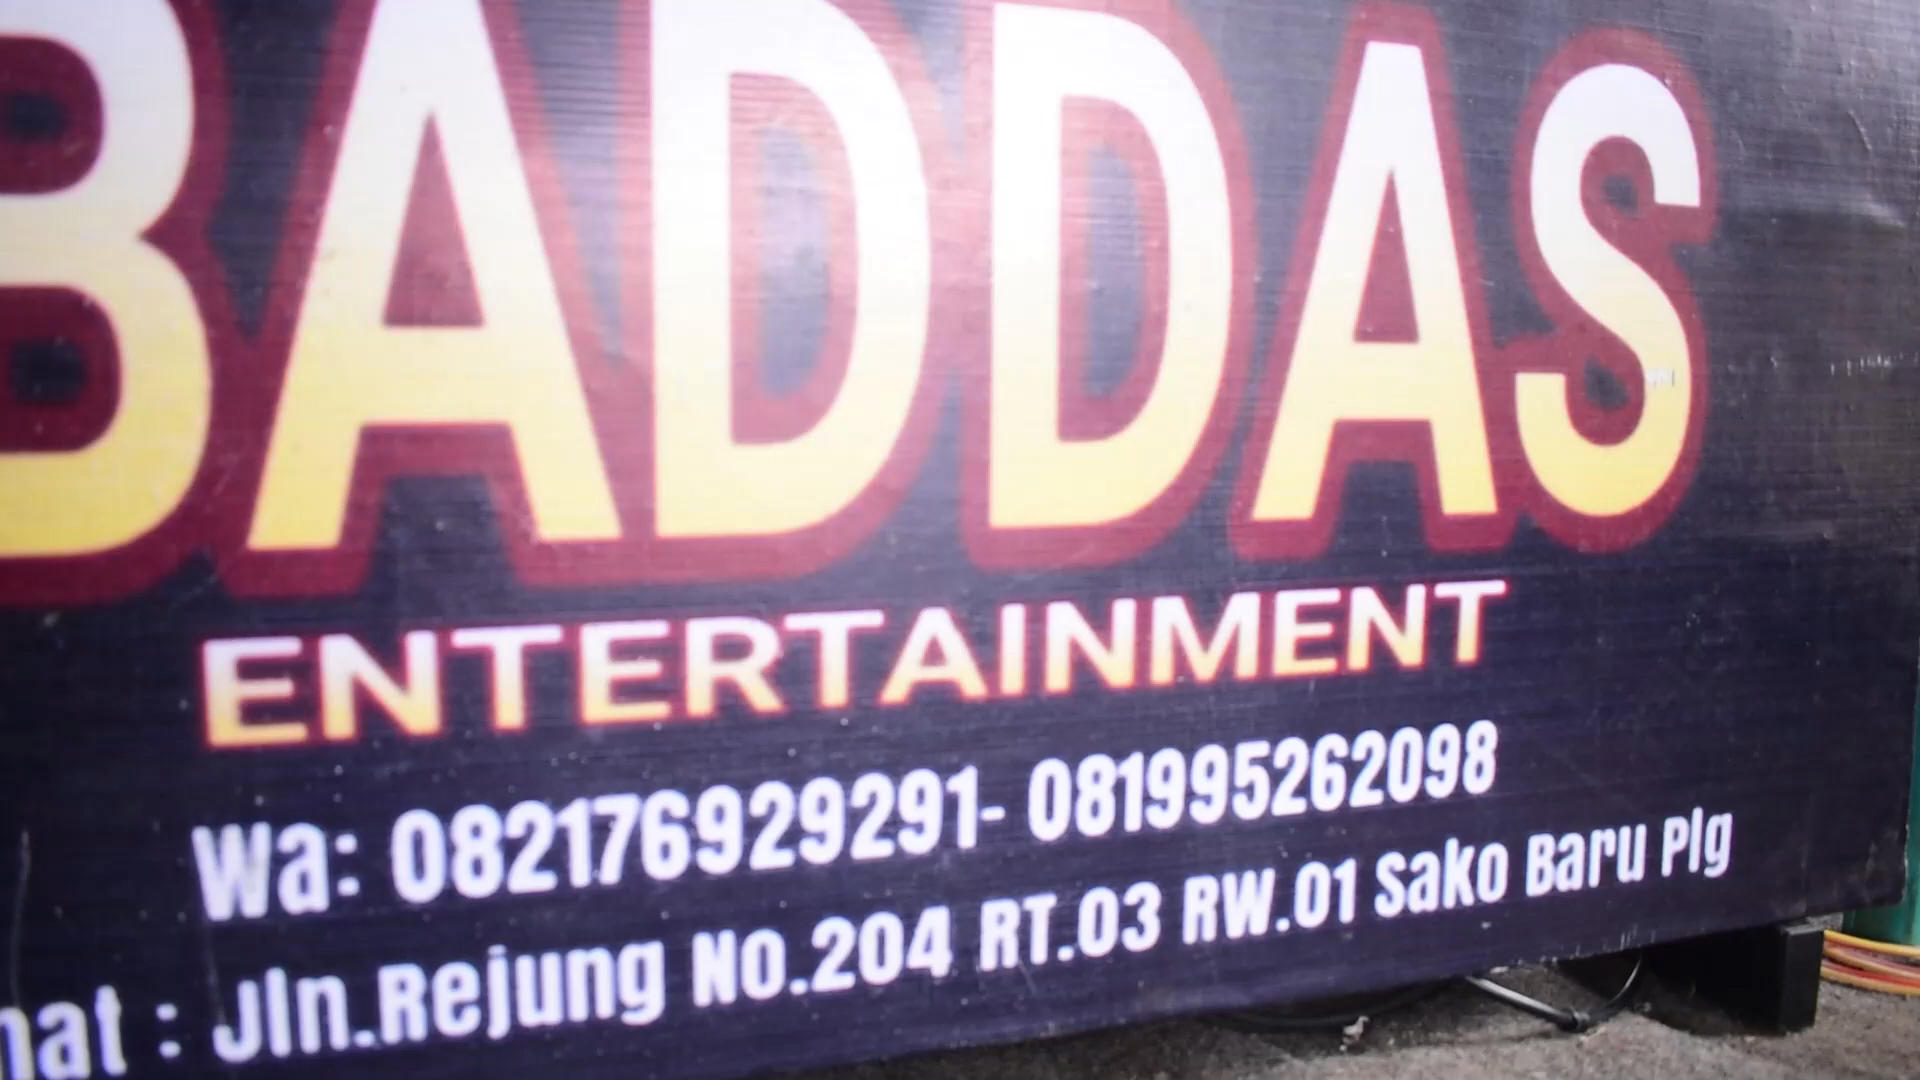 BADDAS
ENTERTAINMENT
Wa: 082176929291- 081995262098
: Jln.Rejung NO.204 RT.03 RW.01 Sako Baru Plg